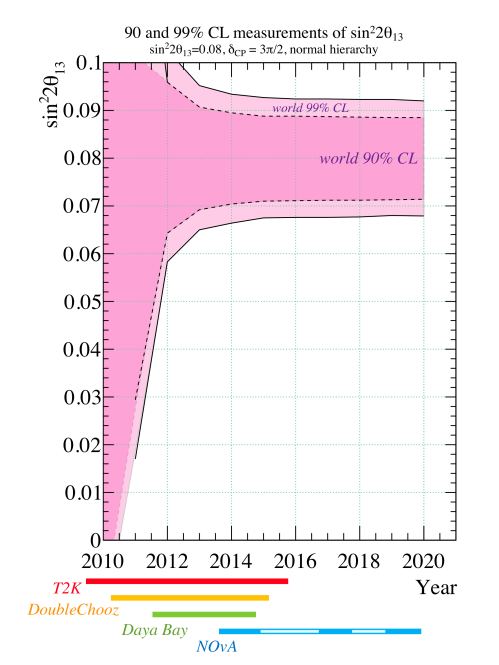 90 and 99% CL measurements of sin²2θ₁₃
sin²2θ₁₃=0.08, δ_CP = 3π/2, normal hierarchy
sin²2θ₁₃
0.1
0.09
0.08
0.07
0.06
0.05
0.04
0.03
0.02
0.01
0
world 99% CL
world 90% CL
2010 2012 2014 2016 2018 2020
Year
T2K
DoubleChooz
Daya Bay
NOνA